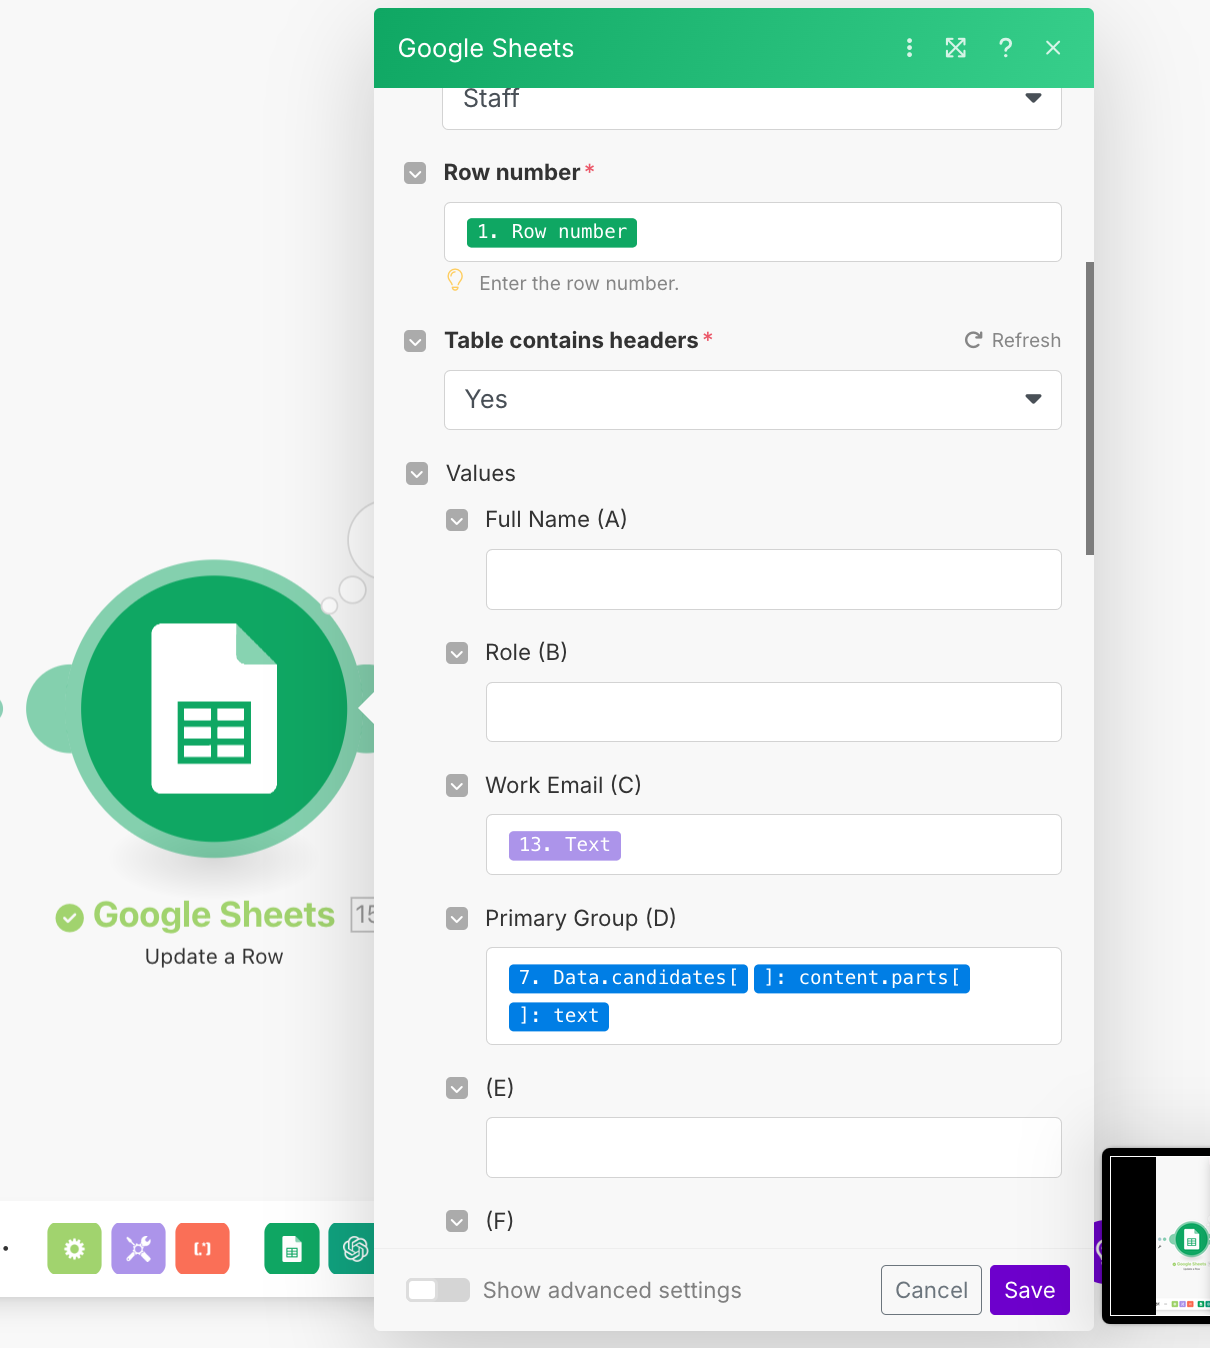 Google Sheets
?
Staff
Row number *
1. Row number
Enter the row number.
Table contains headers *
Refresh
Yes
Values
Full Name (A)
Role (B)
Work Email (C)
13. Text
Primary Group (D)
7. Data.candidates[ ]: content.parts[
]: text
(E)
(F)
Show advanced settings
Cancel
Save
Google Sheets 15
Update a Row